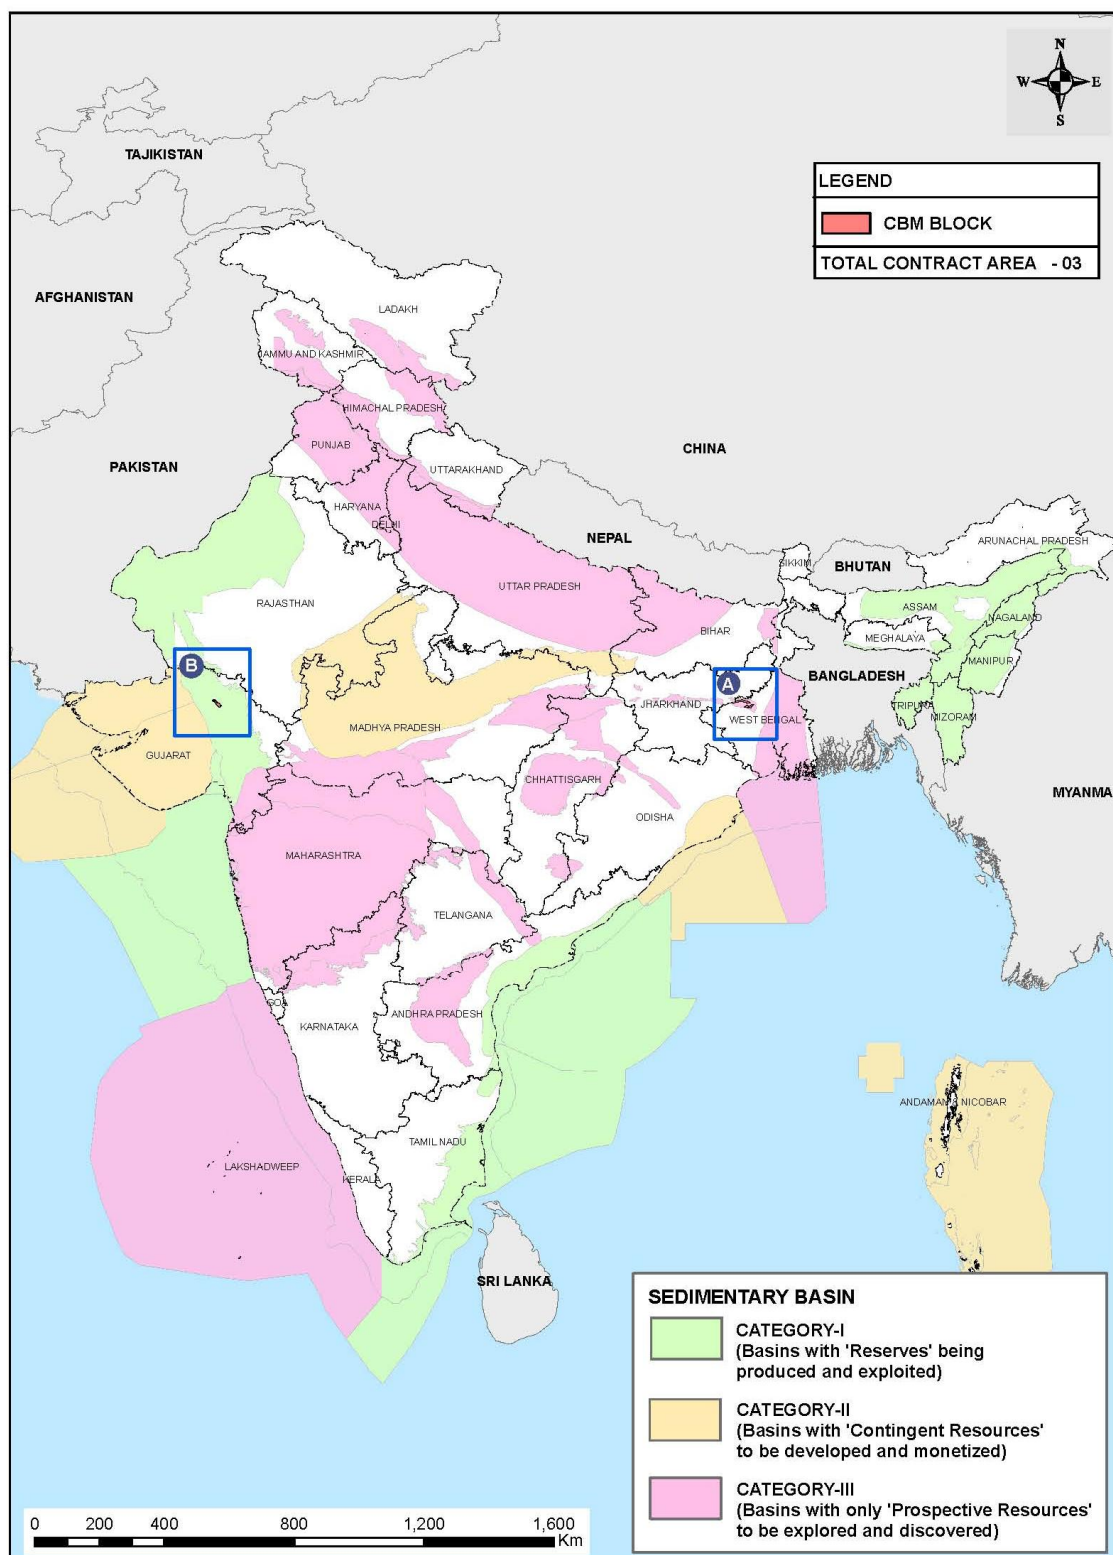 N
W E
S
TAJIKISTAN
LEGEND
CBM BLOCK
TOTAL CONTRACT AREA - 03
AFGHANISTAN
LADAKH
JAMMU AND KASHMIR
HIMACHAL PRADESH
PUNJAB
CHINA
PAKISTAN
UTTARAKHAND
HARYANA
DELHI
NEPAL
ARUNACHAL PRADESH
SIKKIM
BHUTAN
UTTAR PRADESH
RAJASTHAN
ASSAM
NAGALAND
BIHAR
MEGHALAYA
B
MANIPUR
BANGLADESH
A
JHARKHAND
TRIPURA
MIZORAM
WEST BENGAL
MADHYA PRADESH
GUJARAT
CHHATTISGARH
MYANMA
ODISHA
MAHARASHTRA
TELANGANA
GOA
ANDHRA PRADESH
KARNATAKA
ANDAMAN & NICOBAR
TAMIL NADU
LAKSHADWEEP
KERALA
SRI LANKA
SEDIMENTARY BASIN
CATEGORY-I
(Basins with 'Reserves' being
produced and exploited)
CATEGORY-II
(Basins with 'Contingent Resources'
to be developed and monetized)
CATEGORY-III
(Basins with only 'Prospective Resources'
to be explored and discovered)
0 200 400 800 1,200 1,600
Km